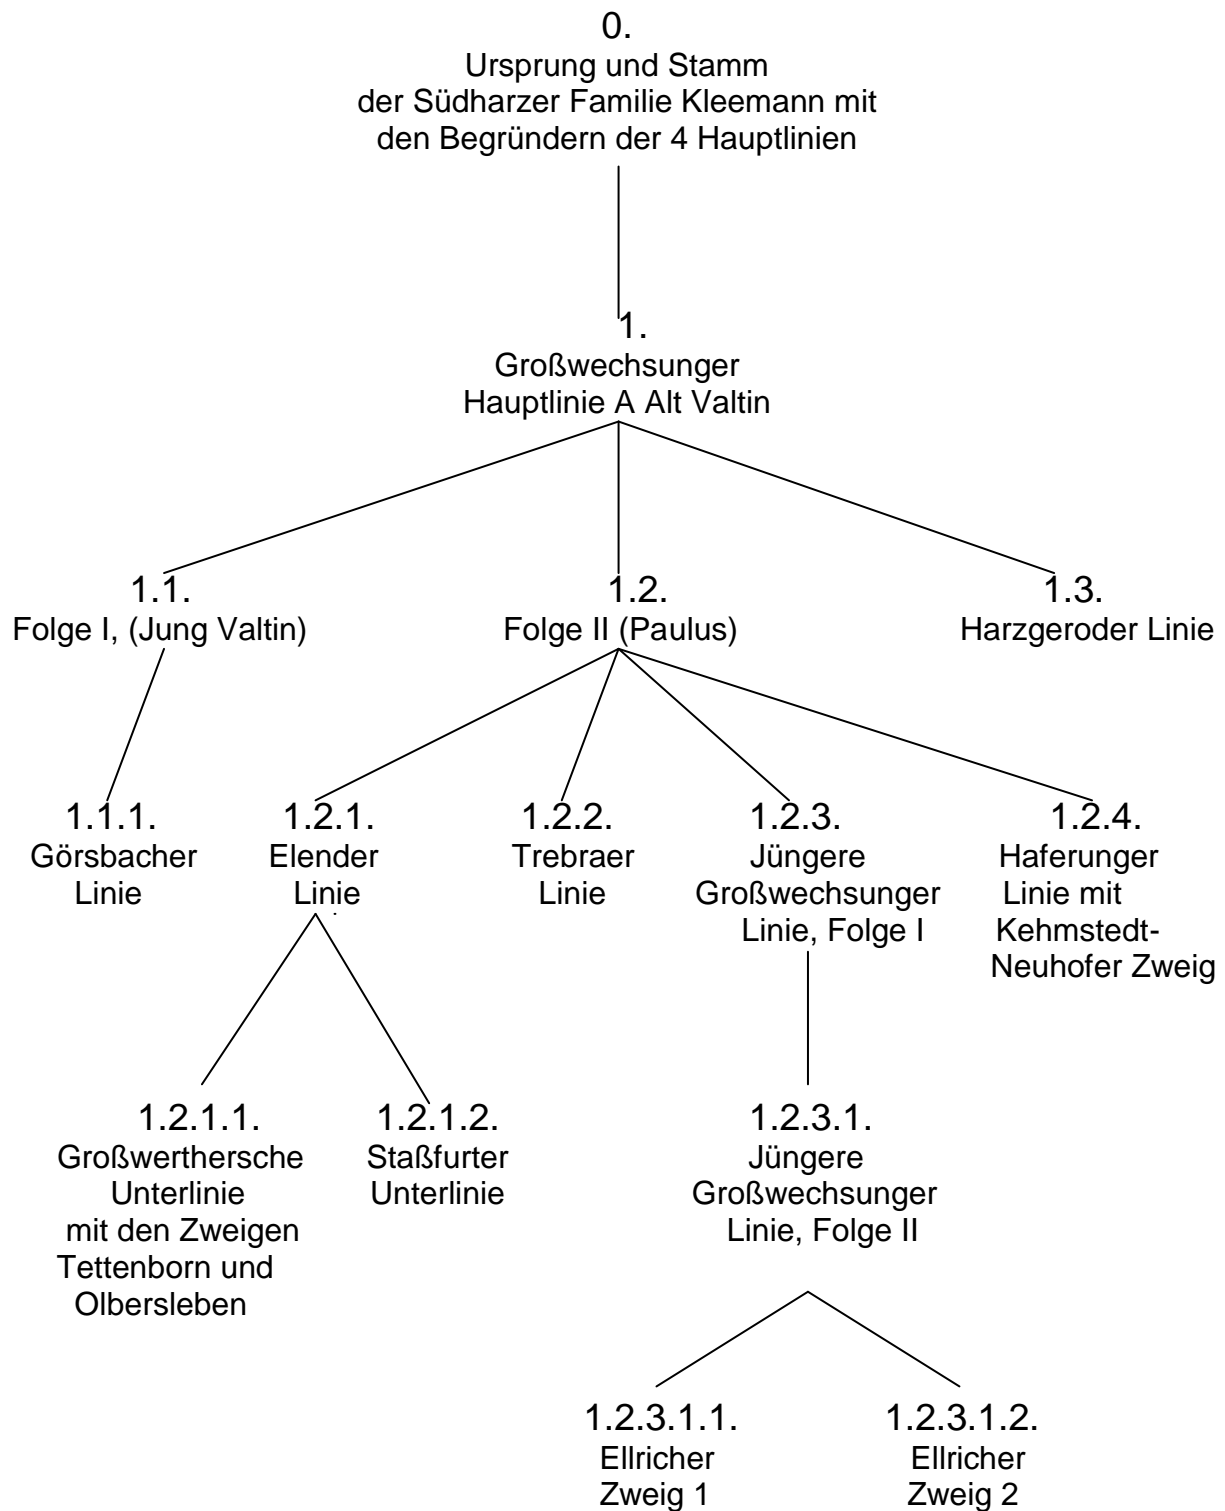 0.
Ursprung und Stamm
der Südharzer Familie Kleemann mit
den Begründern der 4 Hauptlinien
1.
Großwechsunger
Hauptlinie A Alt Valtin
1.1.
Folge I, (Jung Valtin)
1.2.
Folge II (Paulus)
1.3.
Harzgeroder Linie
1.1.1.
Görsbacher
Linie
1.2.1.
Elender
Linie
1.2.2.
Trebraer
Linie
1.2.3.
Jüngere
Großwechsunger
Linie, Folge I
1.2.4.
Haferunger
Linie mit
Kehmstedt-
Neuhofer Zweig
1.2.1.1.
Großwerthersche
Unterlinie
mit den Zweigen
Tettenborn und
Olbersleben
1.2.1.2.
Staßfurter
Unterlinie
1.2.3.1.
Jüngere
Großwechsunger
Linie, Folge II
1.2.3.1.1.
Ellricher
Zweig 1
1.2.3.1.2.
Ellricher
Zweig 2